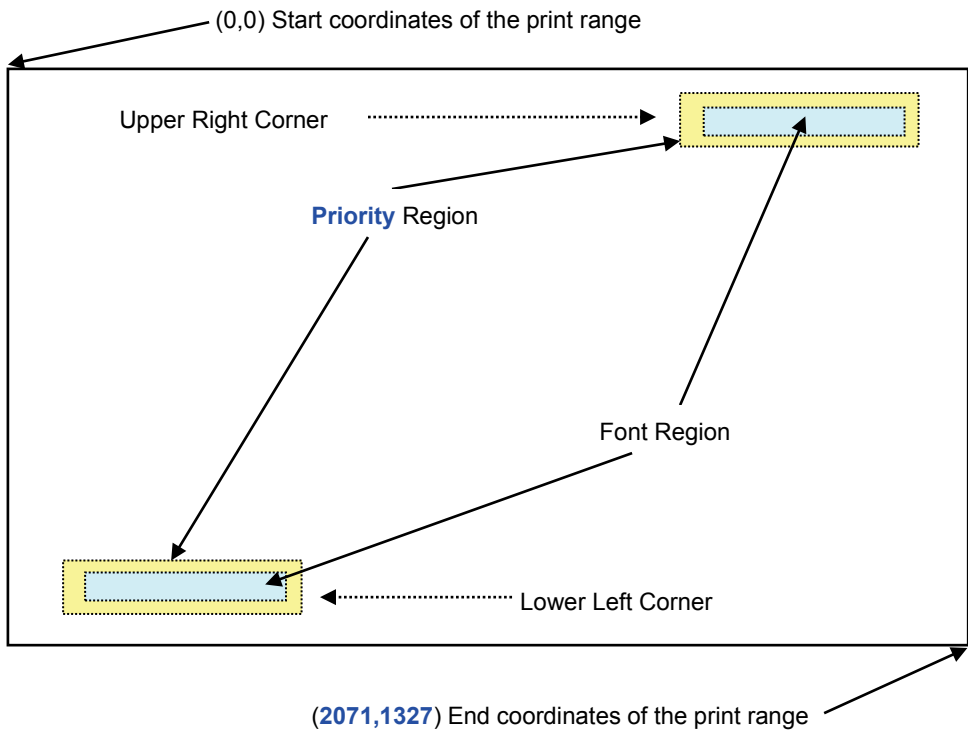 (0,0) Start coordinates of the print range
Upper Right Corner
Priority Region
Font Region
Lower Left Corner
(2071,1327) End coordinates of the print range